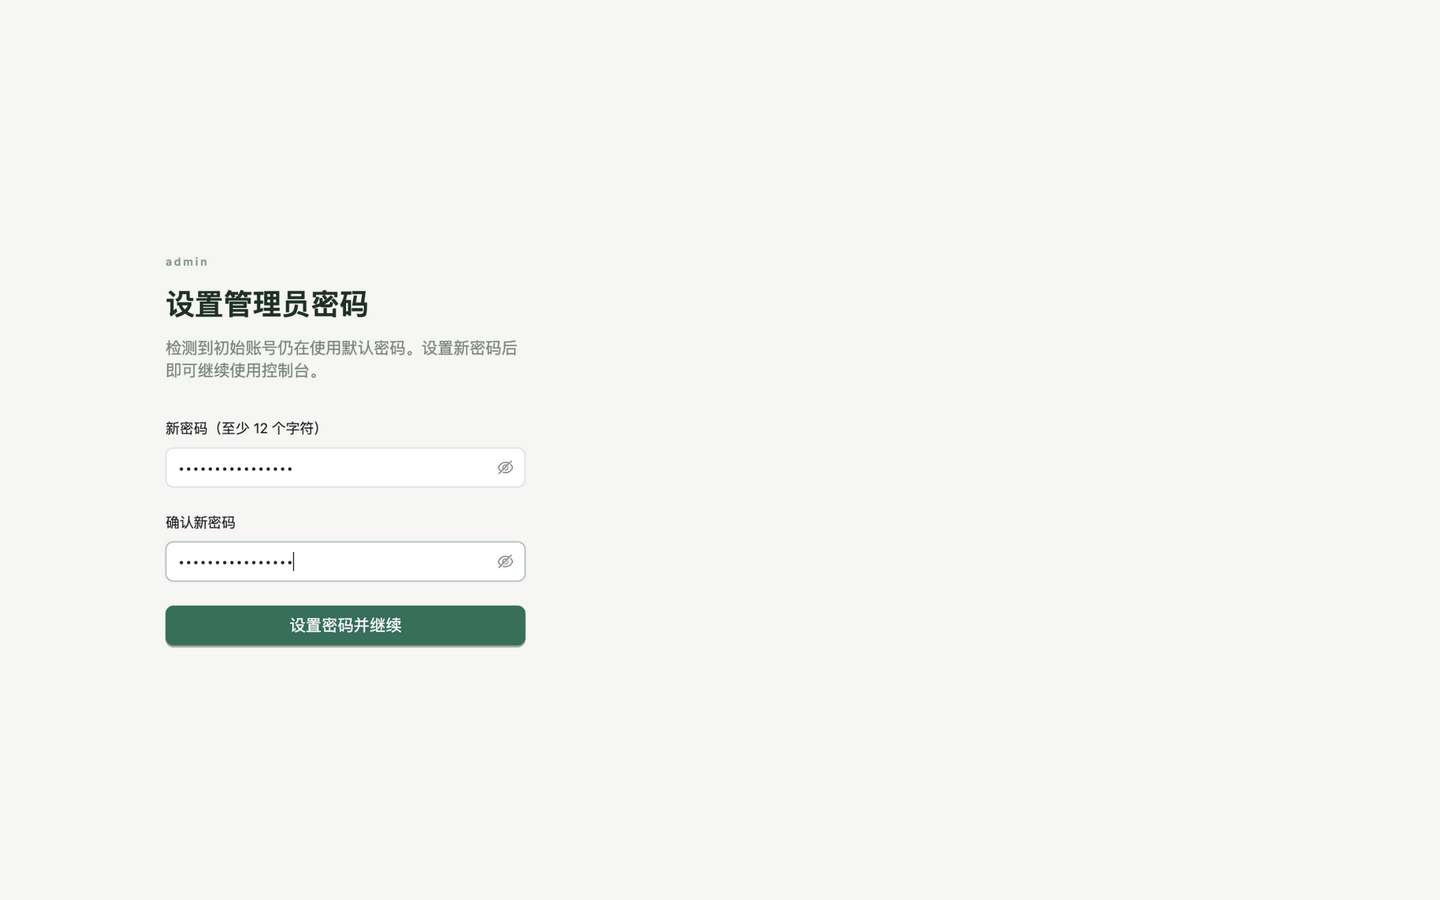 admin
设置管理员密码
检测到初始账号仍在使用默认密码。设置新密码后
即可继续使用控制台。
新密码（至少 12 个字符）
••••••••••••••••
确认新密码
••••••••••••••••
设置密码并继续